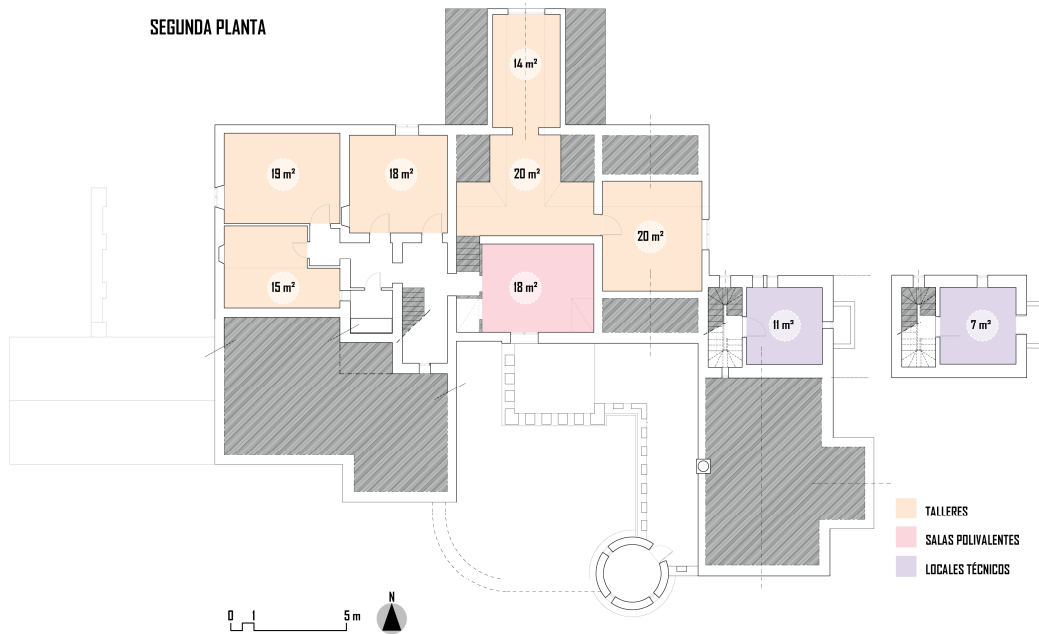 SEGUNDA PLANTA
14 m²
19 m²
18 m²
20 m²
20 m²
15 m²
18 m²
11 m²
7 m²
TALLERES
SALAS POLIVALENTES
LOCALES TÉCNICOS
0 1 5 m
N